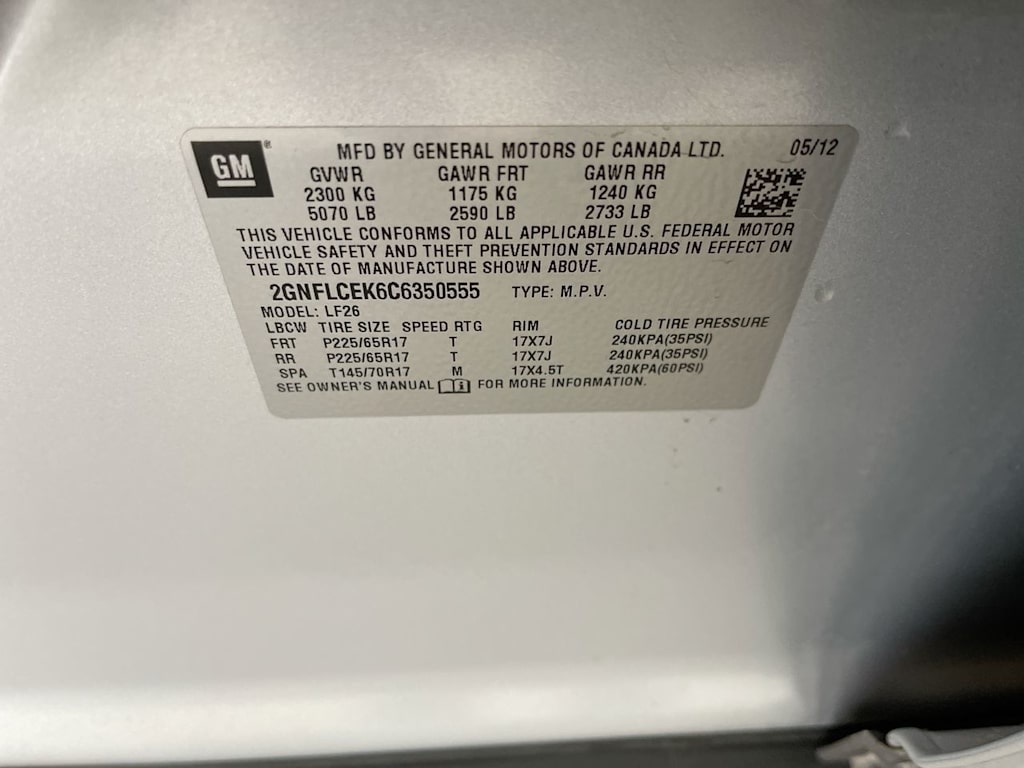 GM® MFD BY GENERAL MOTORS OF CANADA LTD. 05/12
GVWR GAWR FRT GAWR RR
2300 KG 1175 KG 1240 KG
5070 LB 2590 LB 2733 LB
THIS VEHICLE CONFORMS TO ALL APPLICABLE U.S. FEDERAL MOTOR
VEHICLE SAFETY AND THEFT PREVENTION STANDARDS IN EFFECT ON
THE DATE OF MANUFACTURE SHOWN ABOVE.
2GNFLCEK6C6350555 TYPE: M.P.V.
MODEL: LF26
LBCW TIRE SIZE SPEED RTG RIM COLD TIRE PRESSURE
FRT P225/65R17 T 17X7J 240KPA(35PSI)
RR P225/65R17 T 17X7J 240KPA(35PSI)
SPA T145/70R17 M 17X4.5T 420KPA(60PSI)
SEE OWNER'S MANUAL i FOR MORE INFORMATION.